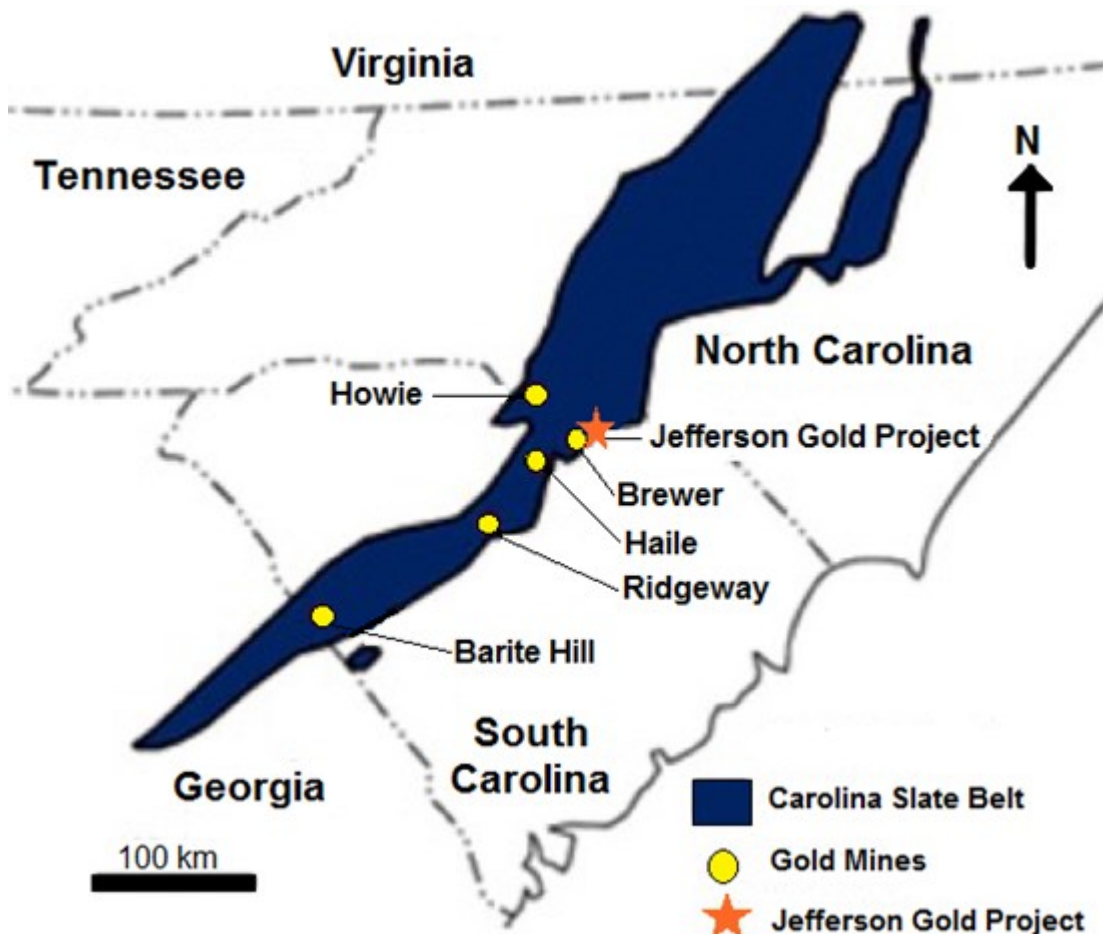 Virginia
Tennessee
N
North Carolina
Howie
Jefferson Gold Project
Brewer
Haile
Ridgeway
Barite Hill
South
Carolina
Georgia
Carolina Slate Belt
100 km
Gold Mines
Jefferson Gold Project